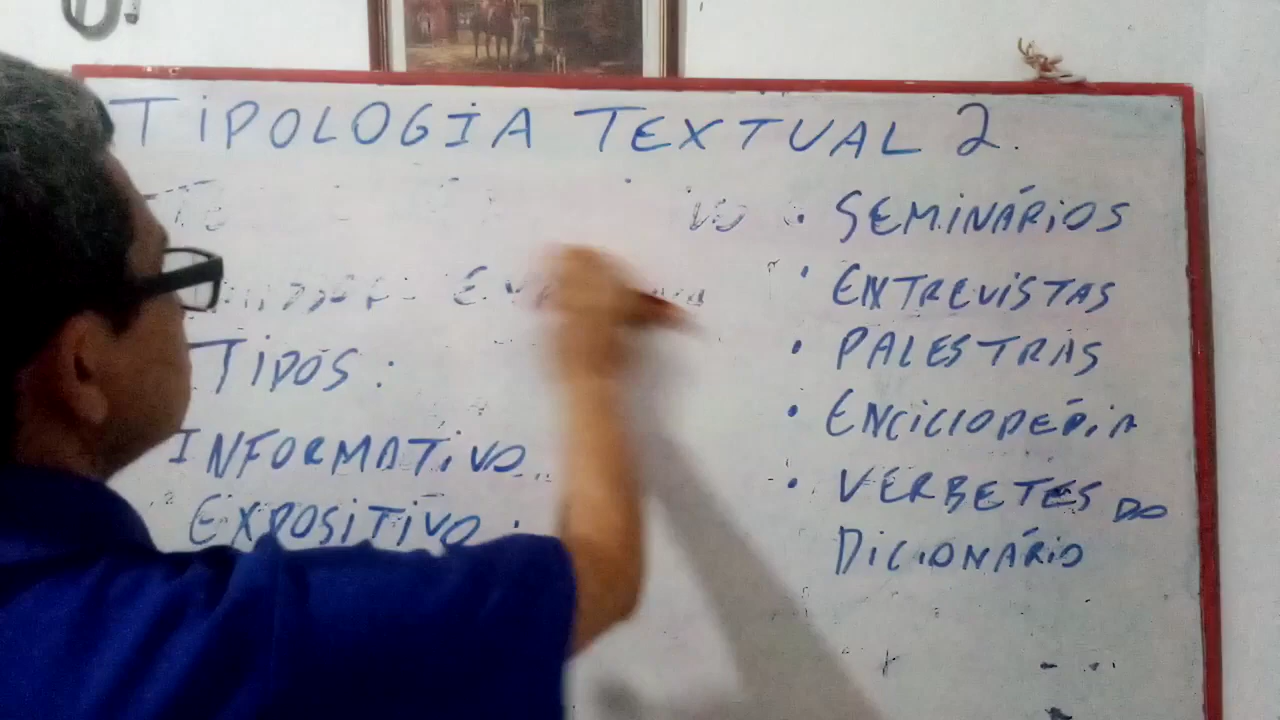 TIPOLOGIA TEXTUAL 2.
TIPOS:
INFORMATIVO
EXPOSITIVO:
• SEMINÁRIOS
• ENTREVISTAS
• PALESTRAS
• ENCICLOPÉDIA
• VERBETES DO
DICIONÁRIO